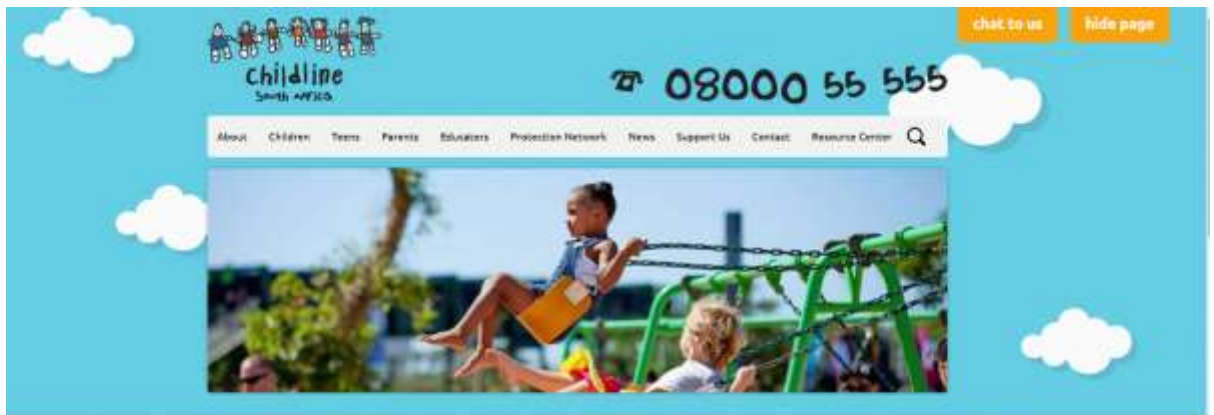 chat to us
hide page
Childline
South Africa
08000 55 555
About Children Teens Parents Educators Protection Network News Support Us Contact Resource Center